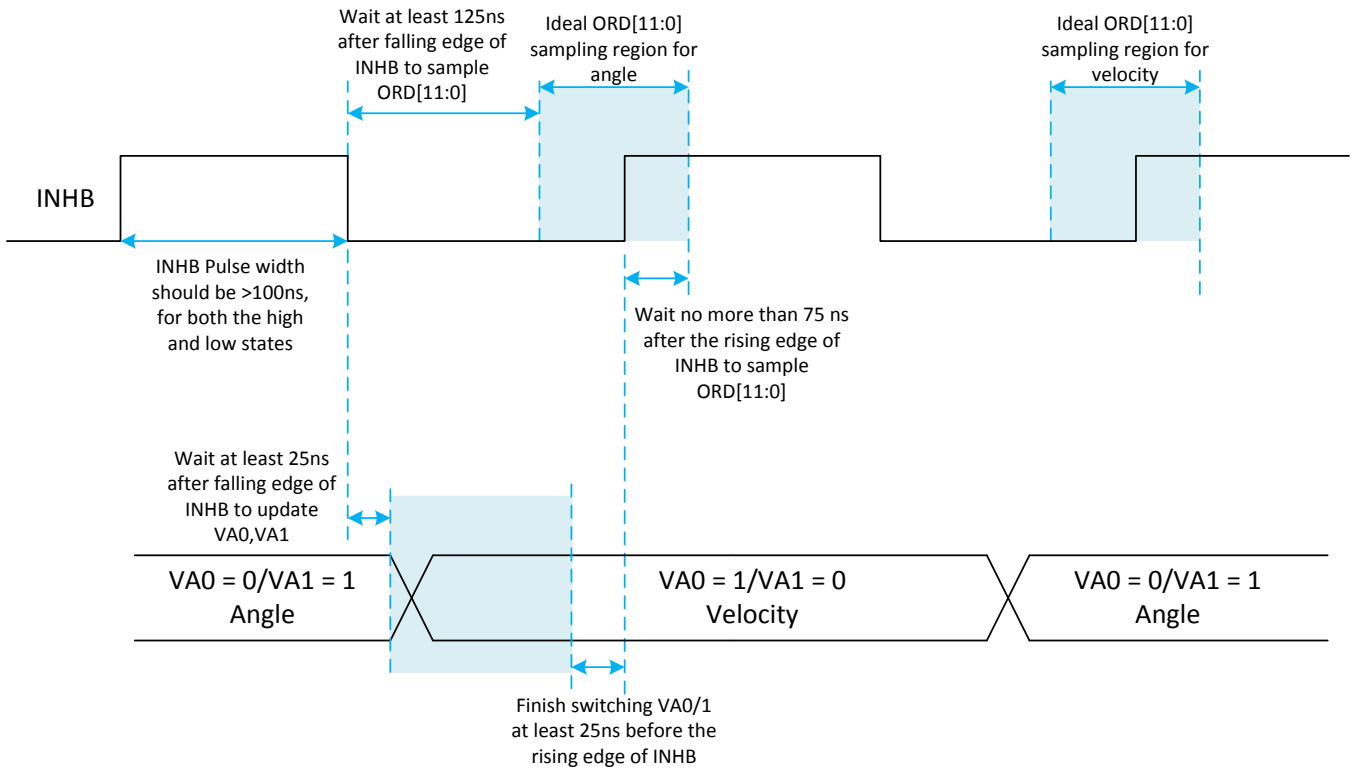 Wait at least 125ns
after falling edge of
INHB to sample
ORD[11:0]
Ideal ORD[11:0]
sampling region for
angle
Ideal ORD[11:0]
sampling region for
velocity
INHB
INHB Pulse width
should be >100ns,
for both the high
and low states
Wait no more than 75 ns
after the rising edge of
INHB to sample
ORD[11:0]
Wait at least 25ns
after falling edge of
INHB to update
VA0,VA1
VA0 = 0/VA1 = 1
Angle
VA0 = 1/VA1 = 0
Velocity
VA0 = 0/VA1 = 1
Angle
Finish switching VA0/1
at least 25ns before the
rising edge of INHB